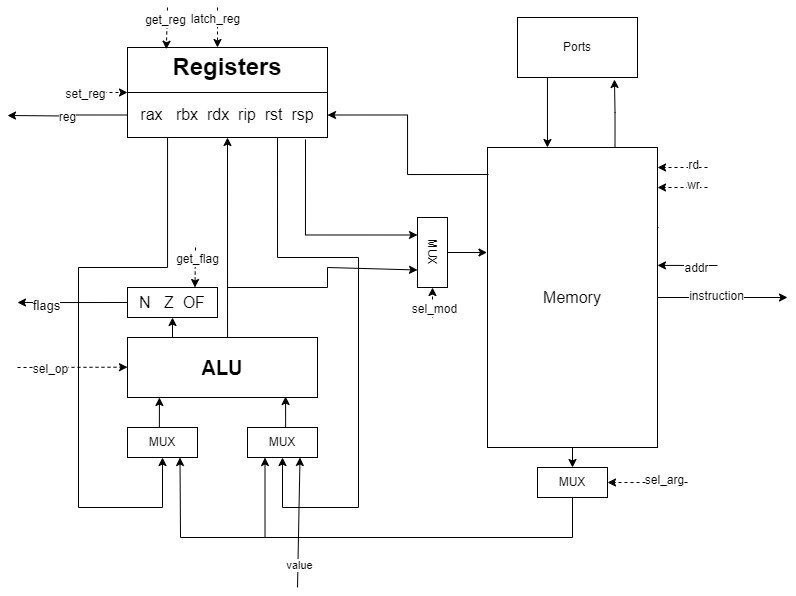 get_reg latch_reg
Ports
Registers
set_reg
reg
rax rbx rdx rip rst rsp
rd
wr
MUX
get_flag
addr
flags
N Z OF
Memory
instruction
sel_mod
sel_op
ALU
MUX
MUX
MUX
sel_arg
value